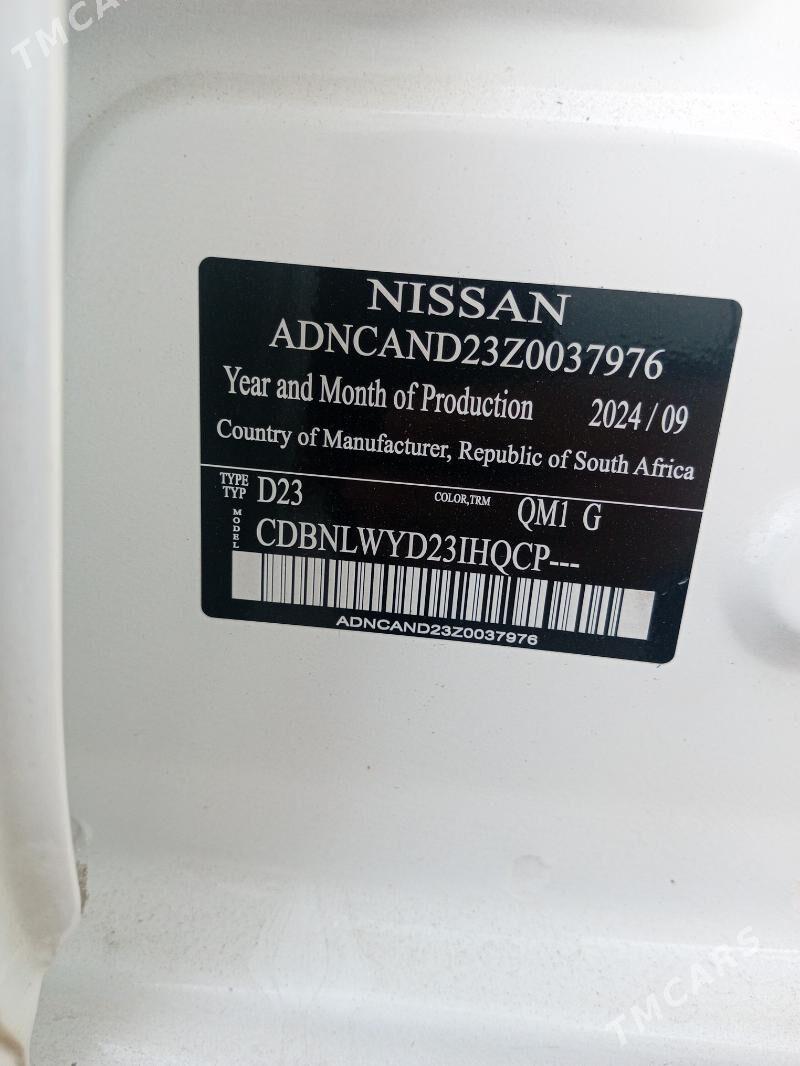 TMCARS
NISSAN
ADNCAND23Z0037976
Year and Month of Production 2024/09
Country of Manufacturer, Republic of South Africa
TYPE
TYP D23 COLOR,TRM QM1 G
MODEL CDBNLWYD23IHQCP---
ADNCAND23Z0037976
TMCARS